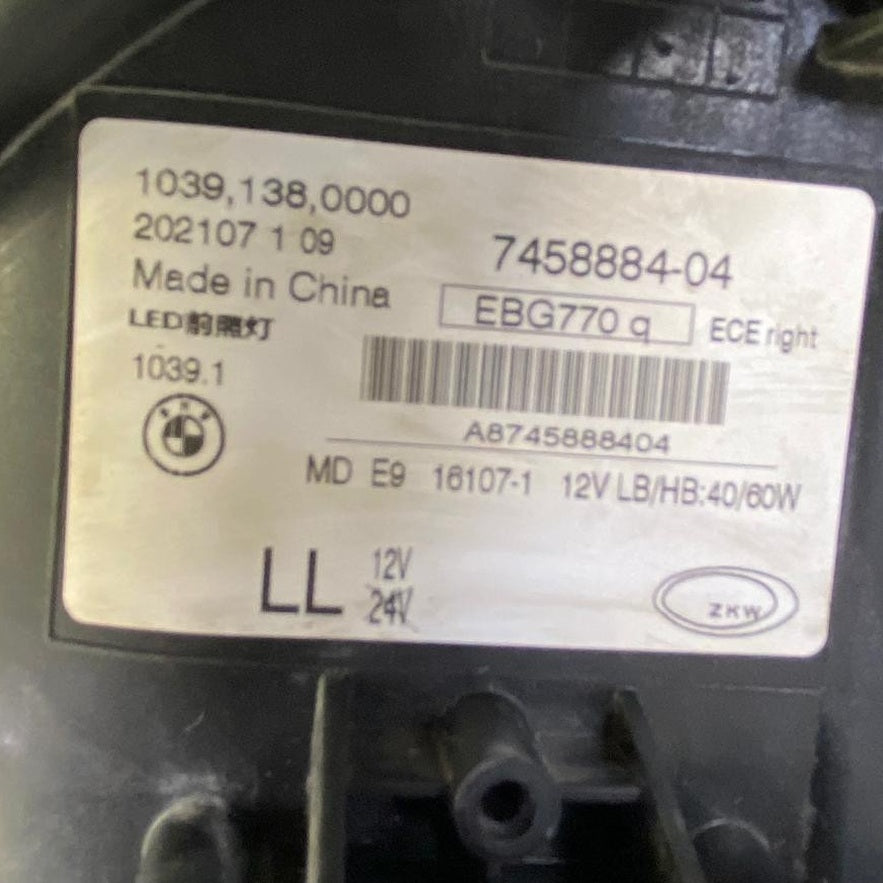 1039,138,0000
202107 1 09
7458884-04
Made in China
EBG770 q ECE right
LED前照灯
1039.1
A8745888404
MD E9 16107-1 12V LB/HB:40/60W
LL 12V
24V
ZKW